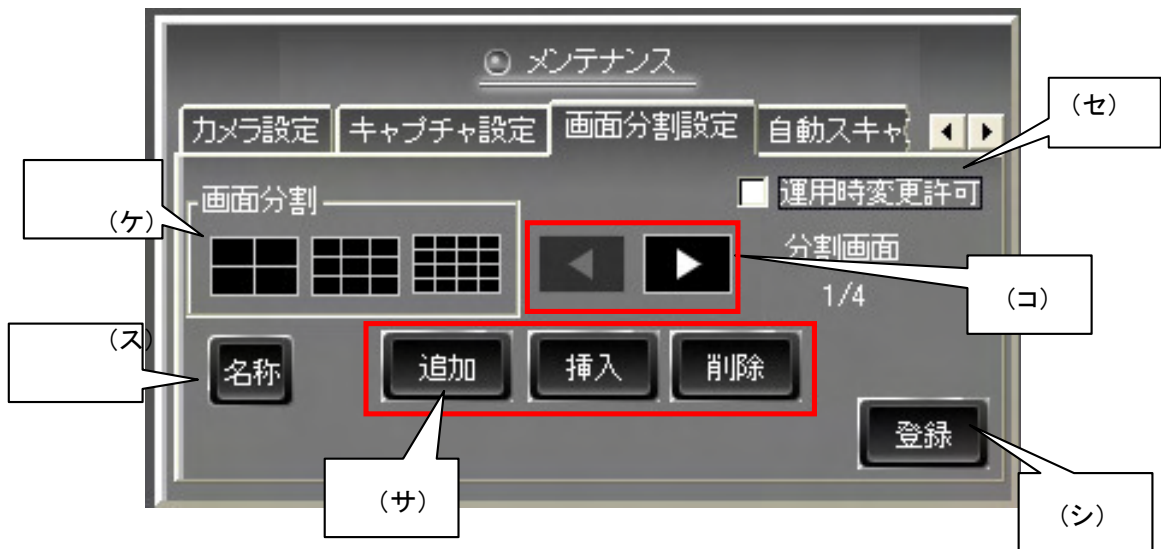 メンテナンス
カメラ設定 キャプチャ設定 画面分割設定 自動スキャ
(セ)
運用時変更許可
画面分割
(ケ)
分割画面
1/4
(コ)
(ス)
名称 追加 挿入 削除
登録
(サ)
(シ)